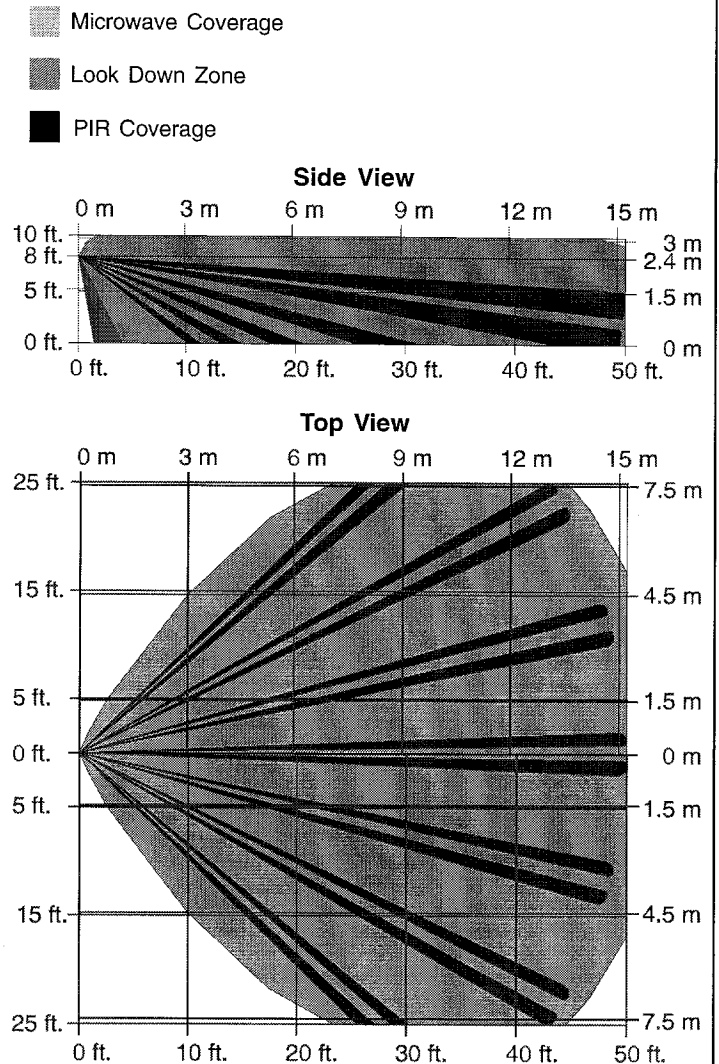 Microwave Coverage
Look Down Zone
PIR Coverage
Side View
0 m 3 m 6 m 9 m 12 m 15 m
10 ft. 3 m
8 ft. 2,4 m
5 ft. 1.5 m
0 ft. 0 m
0 ft. 10 ft. 20 ft. 30 ft. 40 ft. 50 ft.
Top View
0 m 3 m 6 m 9 m 12 m 15 m
25 ft. 7.5 m
15 ft. 4.5 m
5 ft. 1.5 m
0 ft. 0 m
5 ft. 1.5 m
15 ft. 4.5 m
25 ft. 7.5 m
0 ft. 10 ft. 20 ft. 30 ft. 40 ft. 50 ft.